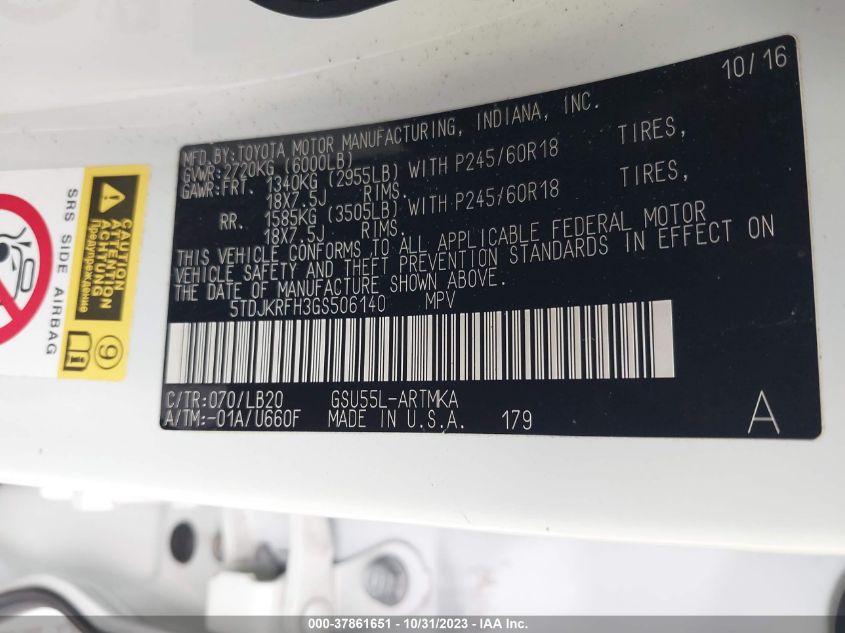 10/16
MFD.BY:TOYOTA MOTOR MANUFACTURING, INDIANA, INC.
GVWR:2720KG (6000LB)
GAWR:FRT. 1340KG (2955LB) WITH P245/60R18 TIRES,
18X7.5J RIMS.
RR. 1585KG (3505LB) WITH P245/60R18 TIRES,
18X7.5J RIMS.
THIS VEHICLE CONFORMS TO ALL APPLICABLE FEDERAL MOTOR
VEHICLE SAFETY AND THEFT PREVENTION STANDARDS IN EFFECT ON
THE DATE OF MANUFACTURE SHOWN ABOVE.
5TDJKRFH3GS506140 MPV
C/TR:070/LB20 GSU55L-ARTMKA
A/TM:-01A/U660F MADE IN U.S.A. 179 A
SRS SIDE AIRBAG
CAUTION
ATTENTION
ACHTUNG
Предупреждение
9
000-37861651 - 10/31/2023 - IAA Inc.